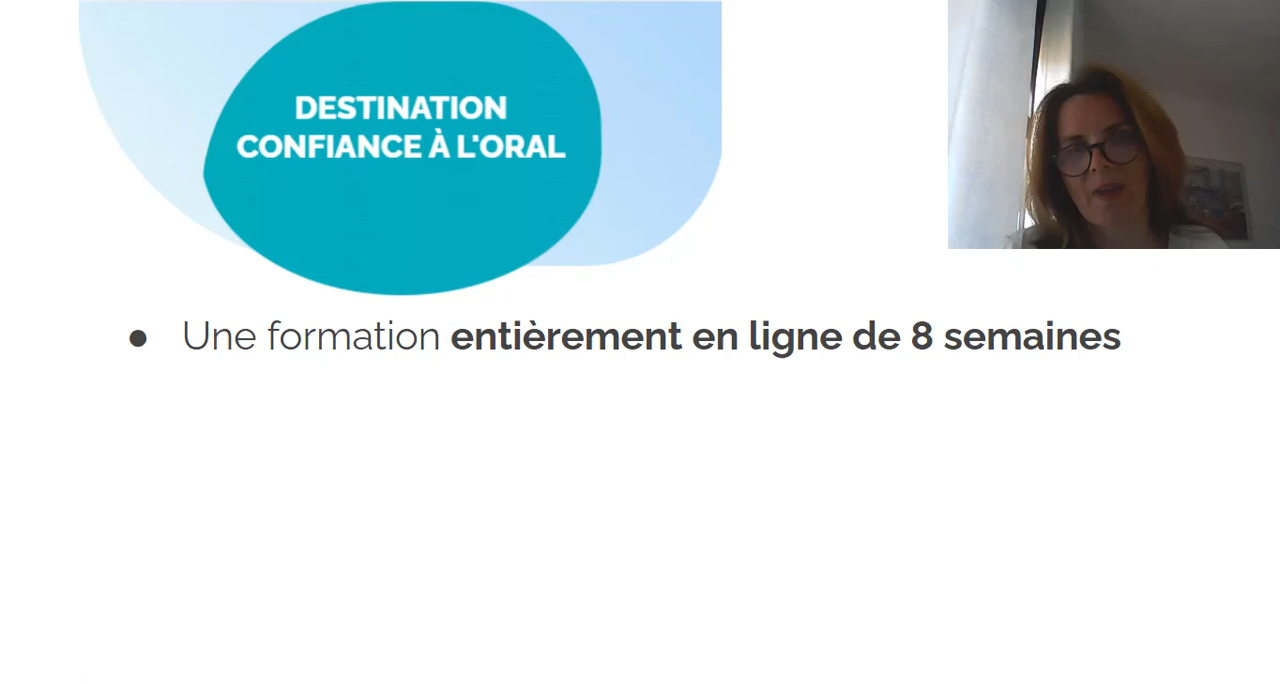 DESTINATION
CONFIANCE À L'ORAL
● Une formation entièrement en ligne de 8 semaines